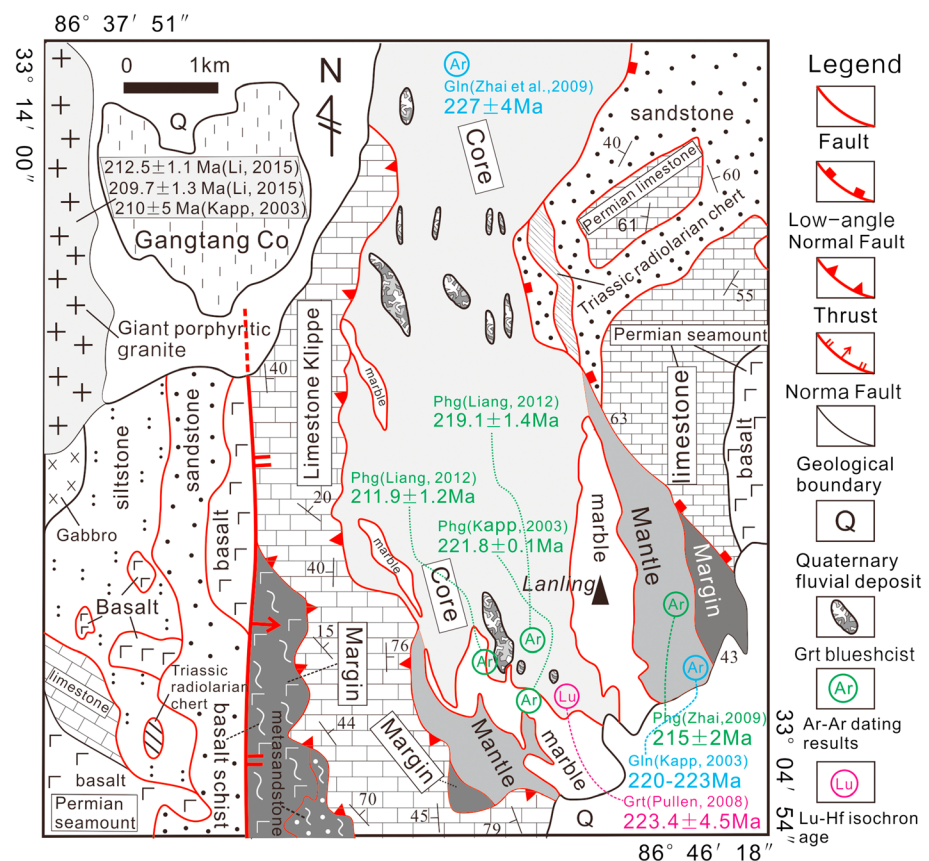 86° 37′ 51″
33° 14′ 00″
0 1km
N
Q
212.5±1.1 Ma(Li, 2015)
209.7±1.3 Ma(Li, 2015)
210±5 Ma(Kapp, 2003)
Gangtang Co
Giant porphyritic
granite
Ar
Gln(Zhai et al.,2009)
227±4Ma
Core
sandstone
40
60
Permian limestone
61
Triassic radiolarian chert
55
Permian seamount
limestone
basalt
63
Limestone Klippe
40
marble
20
Phg(Liang, 2012)
219.1±1.4Ma
Phg(Liang, 2012)
211.9±1.2Ma
Phg(Kapp, 2003)
221.8±0.1Ma
marble
Lanling
marble
Mantle
Margin
Core
siltstone
sandstone
basalt
Gabbro
Basalt
40
15
Margin
76
Ar
Ar
Ar
Lu
Ar
Ar
43
limestone
Triassic
radiolarian
chert
basalt schist
metasandstone
44
Margin
Mantle
marble
Phg(Zhai, 2009)
215±2Ma
Gln(Kapp, 2003)
220-223Ma
Grt(Pullen, 2008)
223.4±4.5Ma
basalt
Permian
seamount
70
45
79
Q
33° 04′ 54″
86° 46′ 18″
Legend
Fault
Low-angle
Normal Fault
Thrust
Norma Fault
Geological
boundary
Q
Quaternary
fluvial deposit
Grt blueshcist
Ar
Ar-Ar dating
results
Lu
Lu-Hf isochron
age